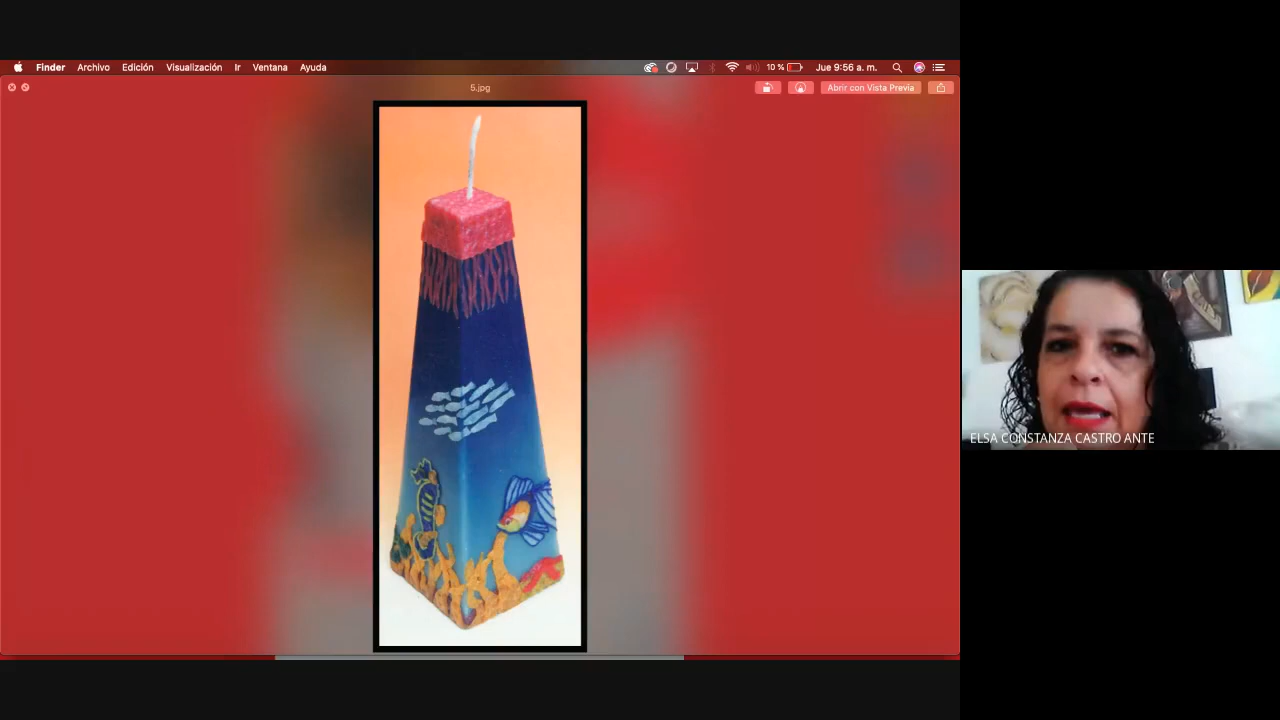 Finder Archivo Edición Visualización Ir Ventana Ayuda 10 % Jue 9:56 a. m.
5.jpg Abrir con Vista Previa
ELSA CONSTANZA CASTRO ANTE